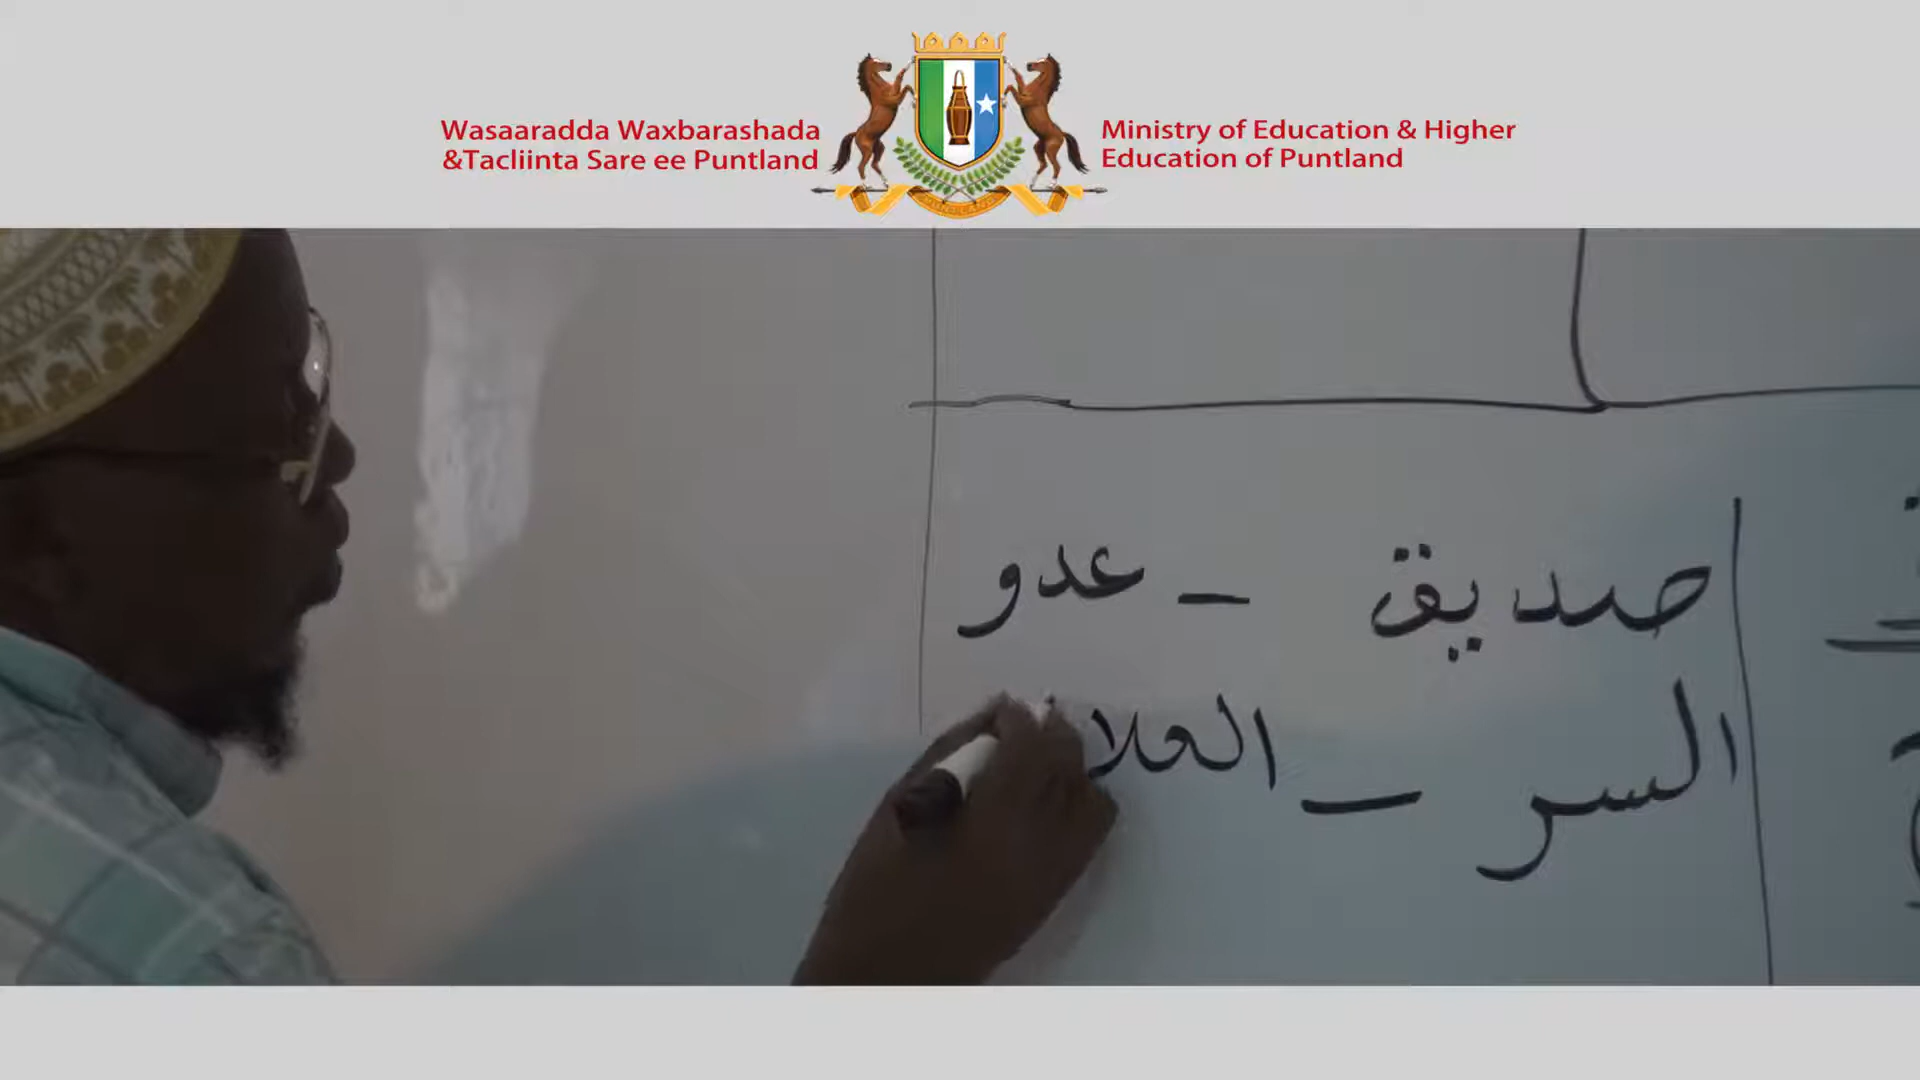 Wasaaradda Waxbarashada
&Tacliinta Sare ee Puntland
Ministry of Education & Higher
Education of Puntland
صديق – عدو
السر – العلا